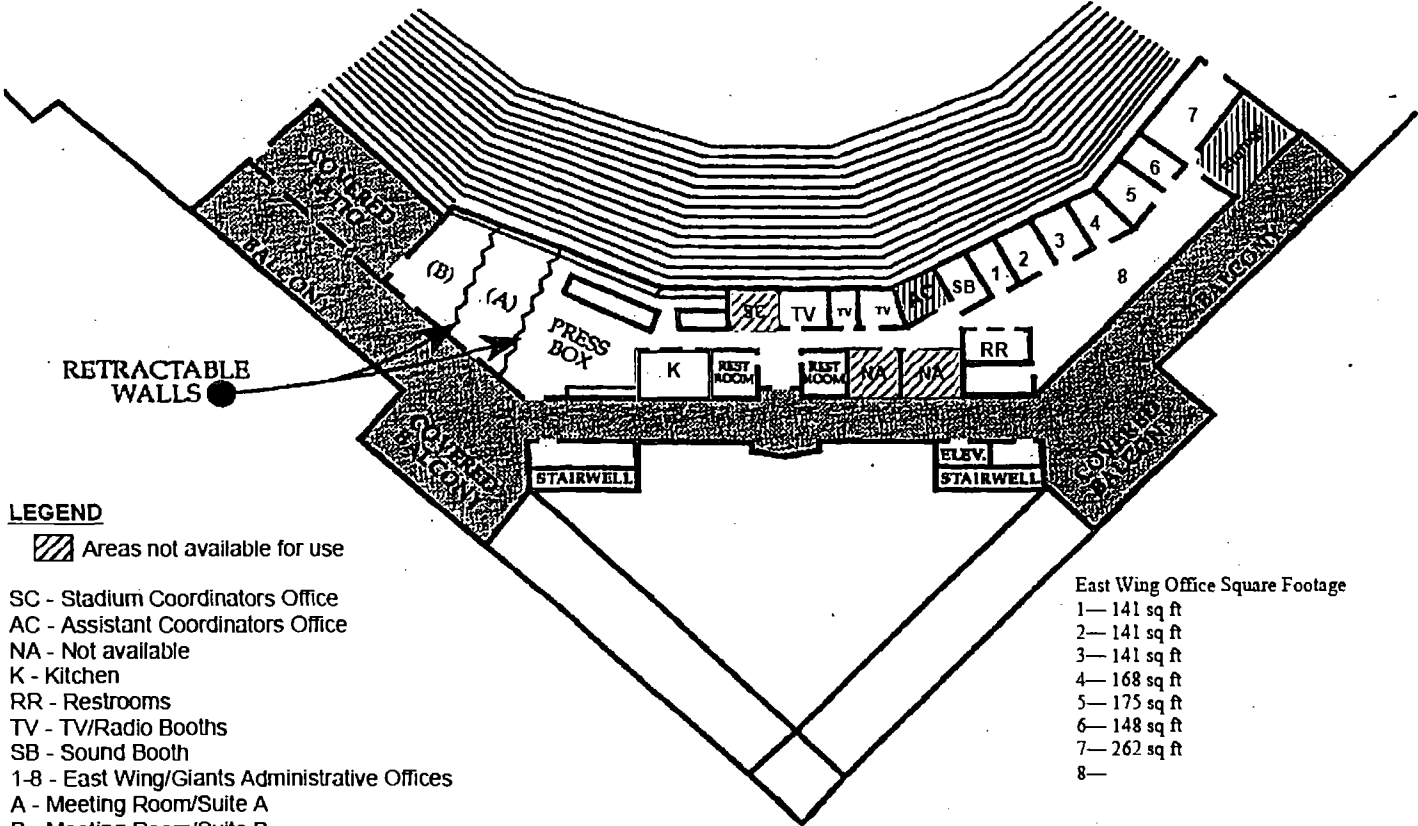 COVERED
PATIO
BALCONY
(B)
(A)
PRESS
BOX
RETRACTABLE
WALLS
SC
TV
TV
TV
AC
SB
1
2
3
4
5
6
7
8
K
REST
ROOM
REST
ROOM
NA
NA
RR
BALCONY
COVERED
BALCONY
COVERED
BALCONY
STAIRWELL
ELEV.
STAIRWELL
LEGEND
Areas not available for use
SC - Stadium Coordinators Office
AC - Assistant Coordinators Office
NA - Not available
K - Kitchen
RR - Restrooms
TV - TV/Radio Booths
SB - Sound Booth
1-8 - East Wing/Giants Administrative Offices
A - Meeting Room/Suite A
B - Meeting Room/Suite B
East Wing Office Square Footage
1— 141 sq ft
2— 141 sq ft
3— 141 sq ft
4— 168 sq ft
5— 175 sq ft
6— 148 sq ft
7— 262 sq ft
8—